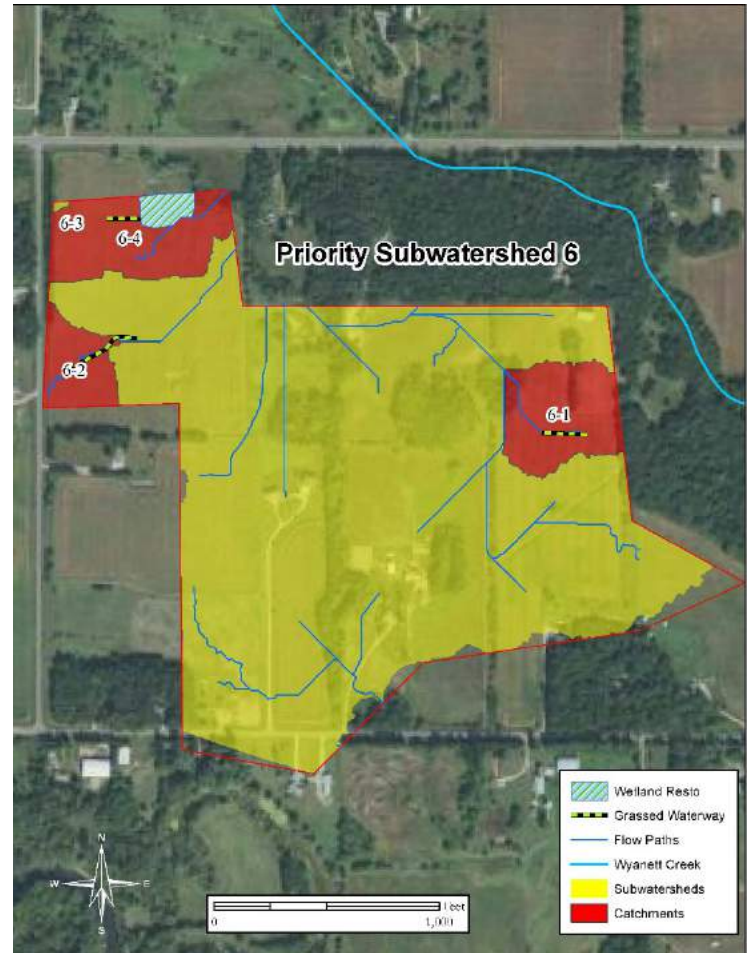 6-3
6-4
Priority Subwatershed 6
6-2
6-1
Wetland Resto
Grassed Waterway
Flow Paths
Wyanett Creek
Subwatersheds
Catchments
N
W E
S
Feet
0 1,000